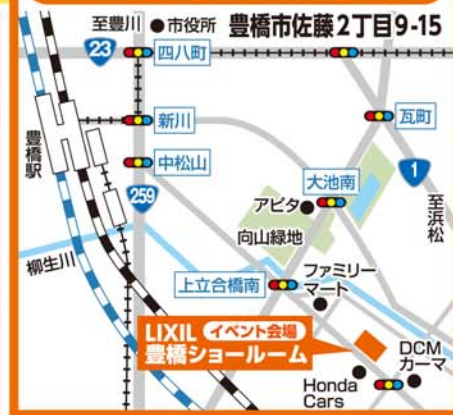 至豊川 ●市役所 豊橋市佐藤2丁目9-15
23
四八町
新川
瓦町
豊橋駅
中松山
1
大池南
259
アピタ
至浜松
向山緑地
柳生川
ファミリー
マート
上立合橋南
LIXIL イベント会場
豊橋ショールーム
DCM
カーマ
Honda
Cars